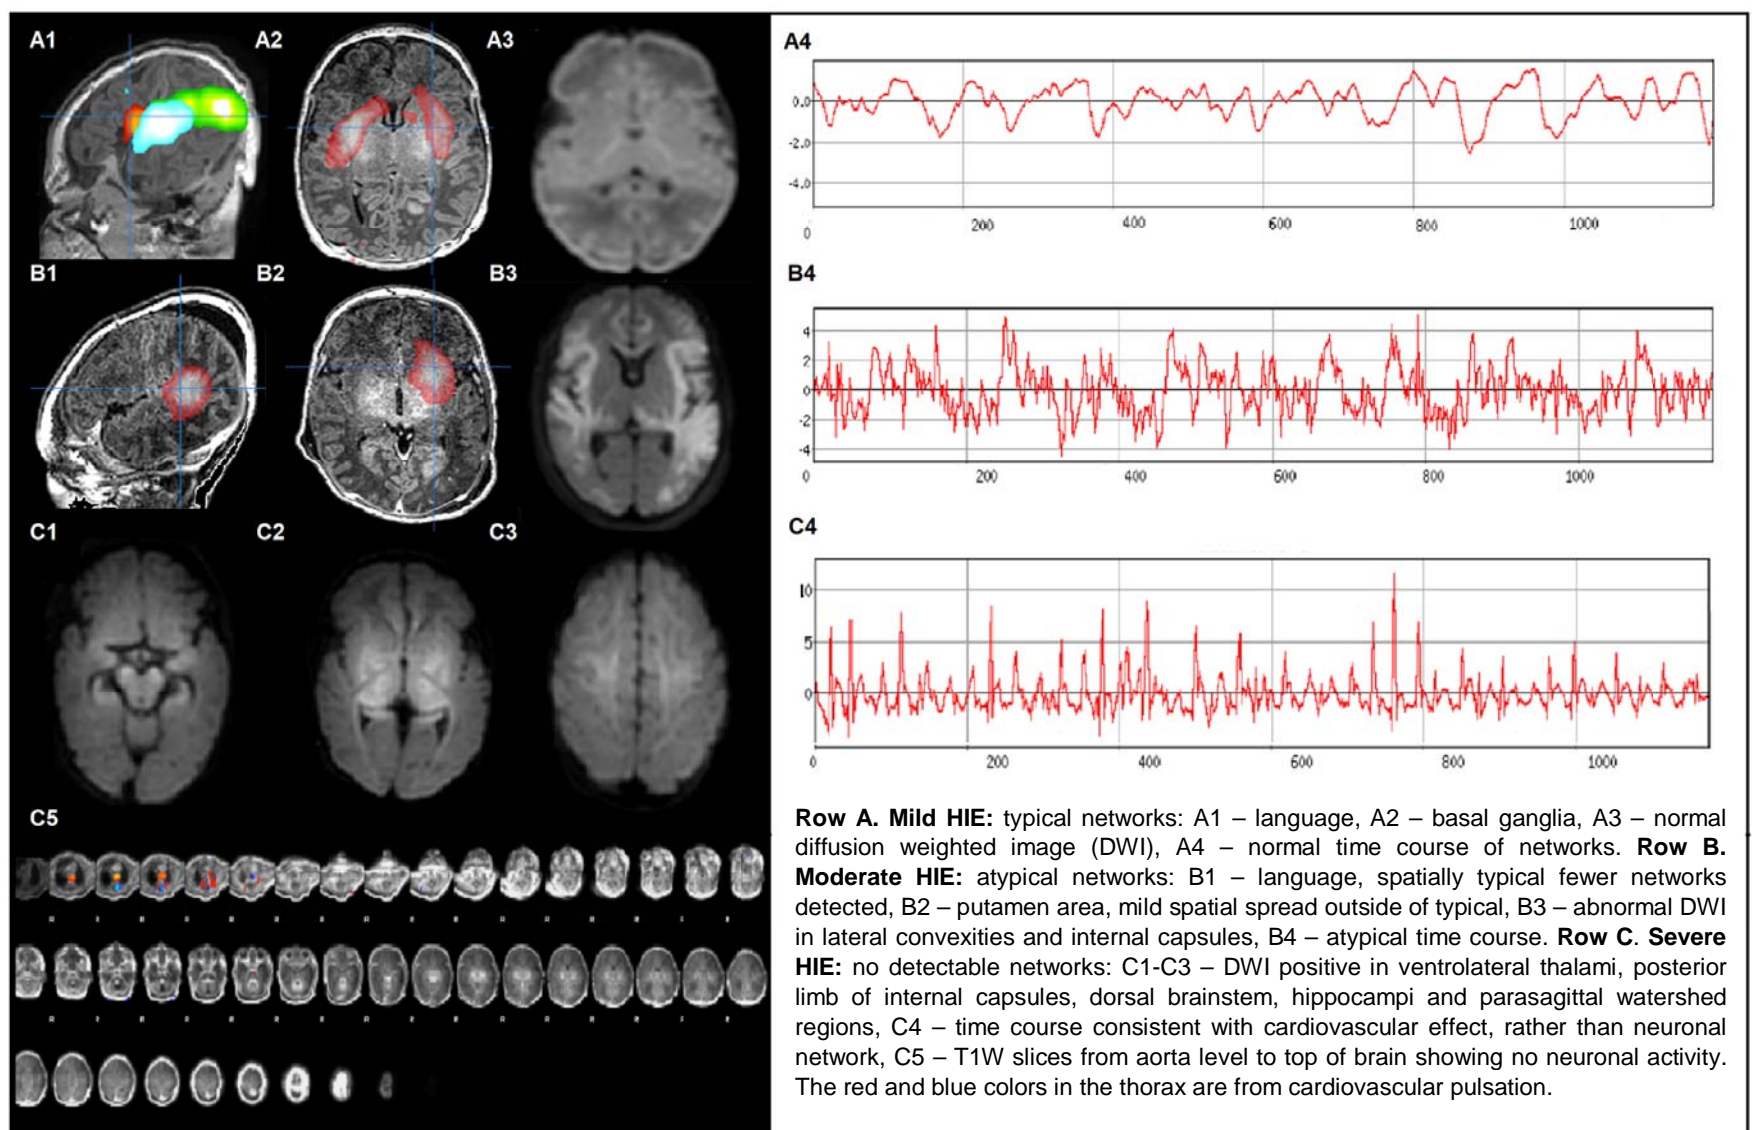 A1
A2
A3
A4
0.0
-2.0
-4.0
0
200
400
600
800
1000
B1
B2
B3
B4
4
2
0
-2
-4
0
200
400
600
800
1000
C1
C2
C3
C4
10
5
0
0
200
400
600
800
1000
C5
Row A. Mild HIE: typical networks: A1 – language, A2 – basal ganglia, A3 – normal
diffusion weighted image (DWI), A4 – normal time course of networks. Row B.
Moderate HIE: atypical networks: B1 – language, spatially typical fewer networks
detected, B2 – putamen area, mild spatial spread outside of typical, B3 – abnormal DWI
in lateral convexities and internal capsules, B4 – atypical time course. Row C. Severe
HIE: no detectable networks: C1-C3 – DWI positive in ventrolateral thalami, posterior
limb of internal capsules, dorsal brainstem, hippocampi and parasagittal watershed
regions, C4 – time course consistent with cardiovascular effect, rather than neuronal
network, C5 – T1W slices from aorta level to top of brain showing no neuronal activity.
The red and blue colors in the thorax are from cardiovascular pulsation.